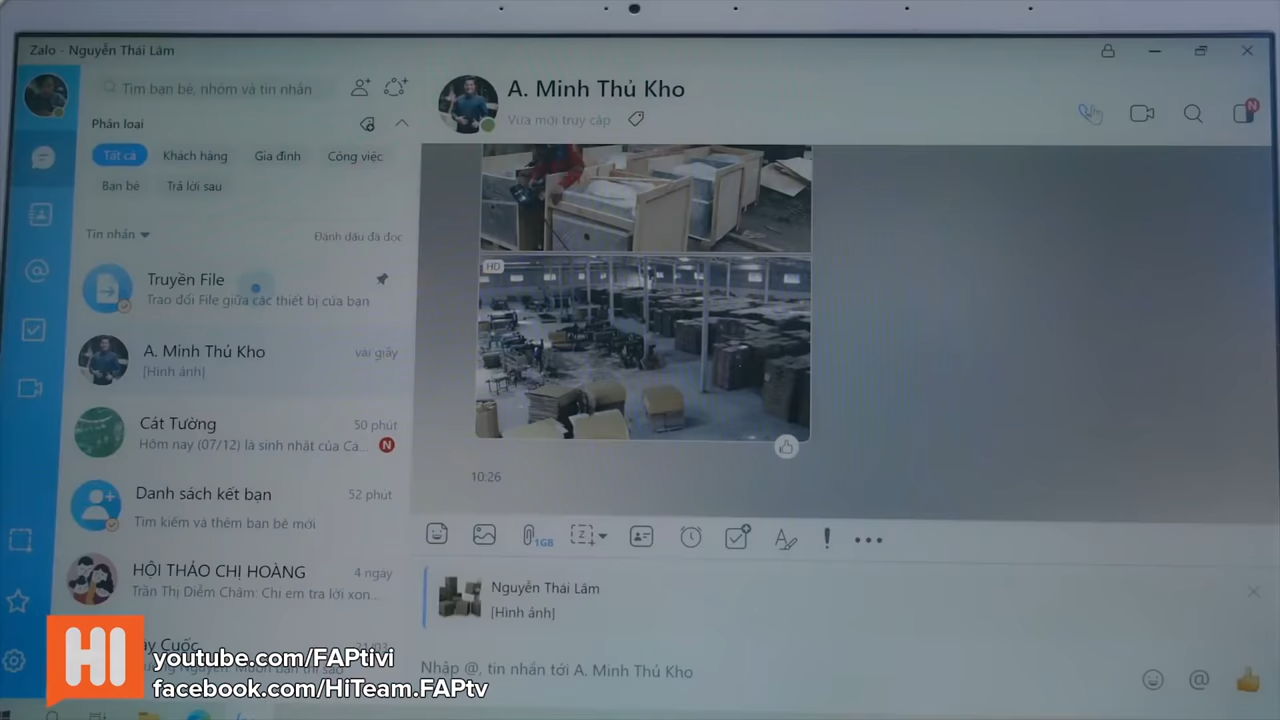 Zalo - Nguyễn Thái Lâm
Tìm bạn bè, nhóm và tin nhắn
Phân loại
Tất cả
Khách hàng
Gia đình
Công việc
Bạn bè
Trả lời sau
Tin nhắn
Đánh dấu đã đọc
Truyền File
Trao đổi File giữa các thiết bị của bạn
A. Minh Thủ Kho
vài giây
[Hình ảnh]
Cát Tường
50 phút
Hôm nay (07/12) là sinh nhật của Cá...
N
Danh sách kết bạn
52 phút
Tìm kiếm và thêm bạn bè mới
HỘI THẢO CHỊ HOÀNG
4 ngày
Trần Thị Diễm Châm: Chi em tra lời xon...
Cuốc
A. Minh Thủ Kho
Vừa mới truy cập
N
HD
10:26
1GB
Z
Nguyễn Thái Lâm
[Hình ảnh]
Nhập @, tin nhắn tới A. Minh Thủ Kho
HI
youtube.com/FAPtivi
facebook.com/HiTeam.FAPtv